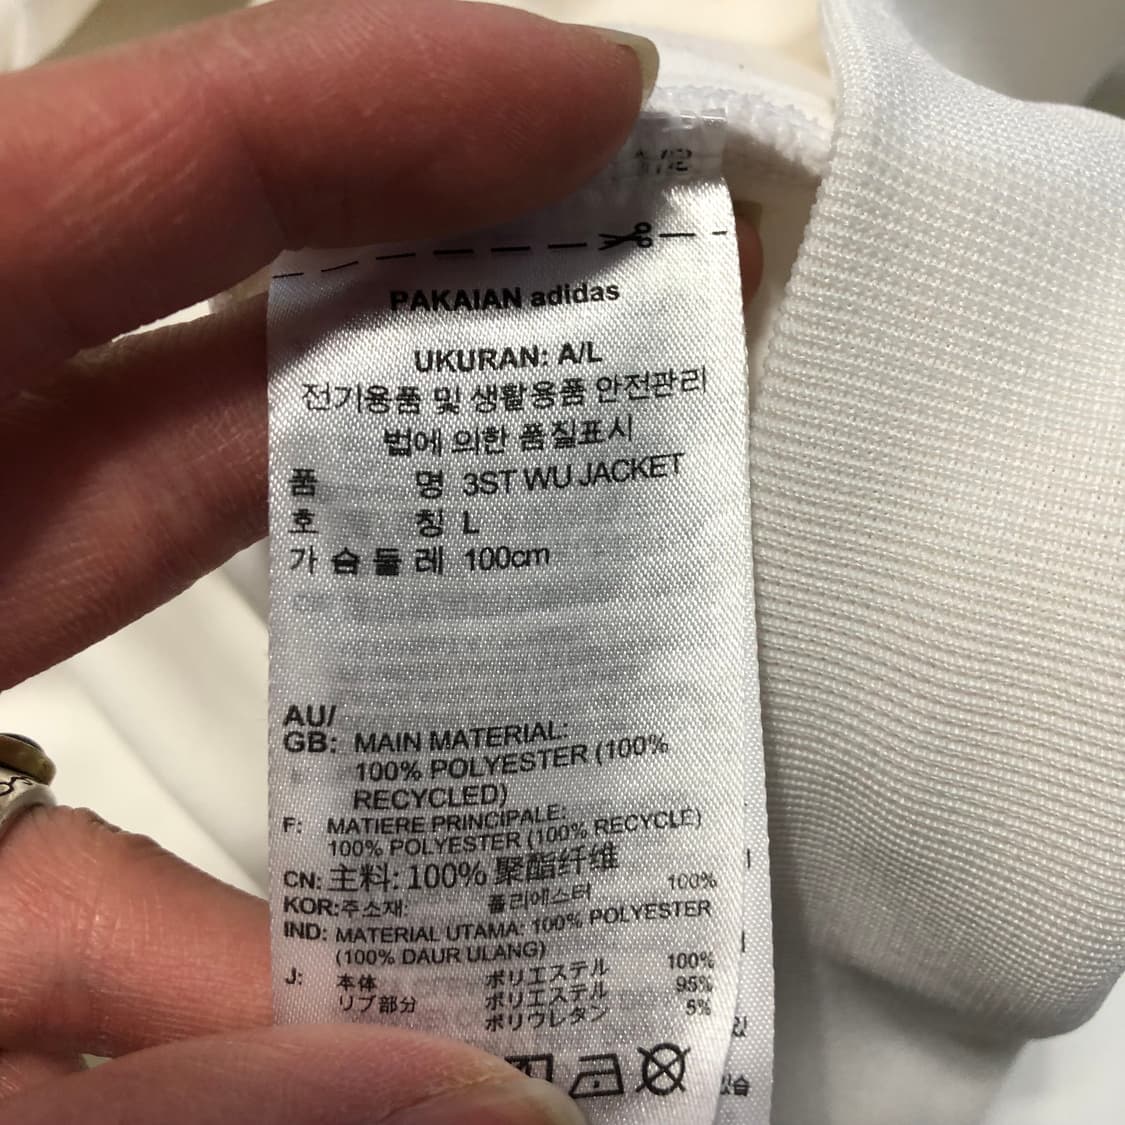 PAKAIAN adidas
UKURAN: A/L
전기용품 및 생활용품 안전관리
법에 의한 품질표시
품 명 3ST WU JACKET
호 칭 L
가 슴 둘 레 100cm
AU/
GB: MAIN MATERIAL:
100% POLYESTER (100%
RECYCLED)
F: MATIERE PRINCIPALE:
100% POLYESTER (100% RECYCLE)
CN: 主料: 100% 聚酯纤维
KOR:주소재: 폴리에스터 100%
IND: MATERIAL UTAMA: 100% POLYESTER
(100% DAUR ULANG)
J: 本体 ポリエステル 100%
リブ部分 ポリエステル 95%
ポリウレタン 5%